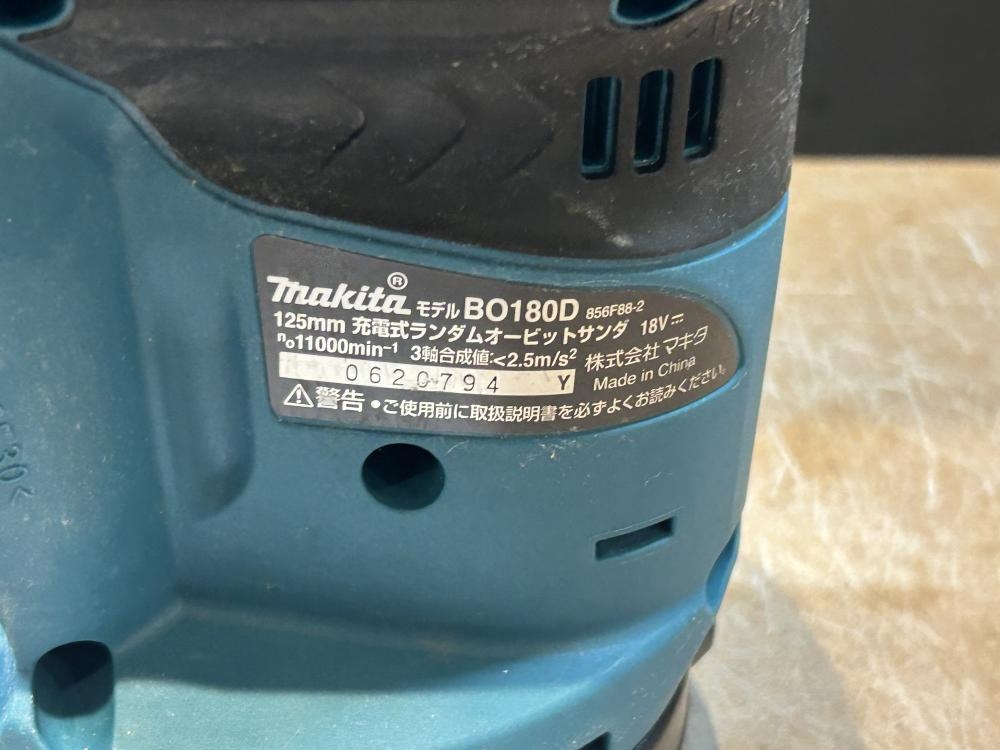 makita® モデル BO180D 856F88-2
125mm 充電式ランダムオービットサンダ 18V⎓
n₀11000min⁻¹ 3軸合成値:<2.5m/s² 株式会社マキタ
0620794 Y Made in China
⚠警告 •ご使用前に取扱説明書を必ずよくお読みください。